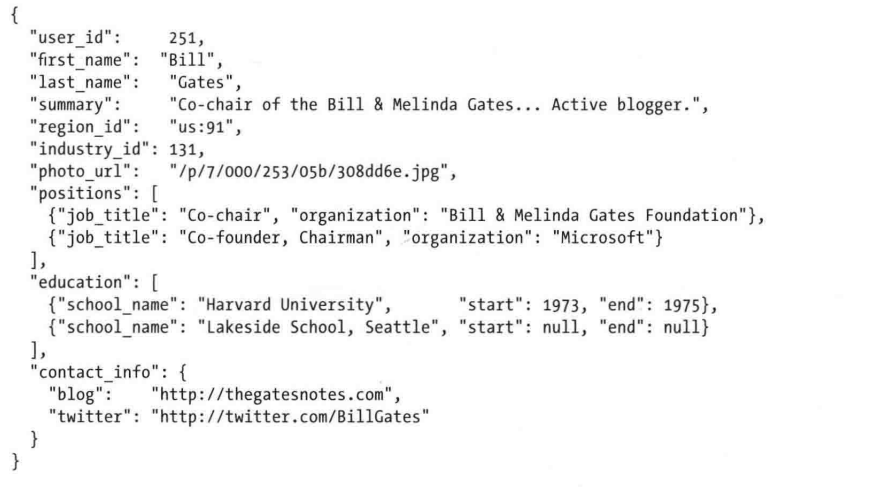 {
  "user_id":     251,
  "first_name":  "Bill",
  "last_name":   "Gates",
  "summary":     "Co-chair of the Bill & Melinda Gates... Active blogger.",
  "region_id":   "us:91",
  "industry_id": 131,
  "photo_url":   "/p/7/000/253/05b/308dd6e.jpg",
  "positions": [
    {"job_title": "Co-chair", "organization": "Bill & Melinda Gates Foundation"},
    {"job_title": "Co-founder, Chairman", "organization": "Microsoft"}
  ],
  "education": [
    {"school_name": "Harvard University",       "start": 1973, "end": 1975},
    {"school_name": "Lakeside School, Seattle", "start": null, "end": null}
  ],
  "contact_info": {
    "blog":    "http://thegatesnotes.com",
    "twitter": "http://twitter.com/BillGates"
  }
}